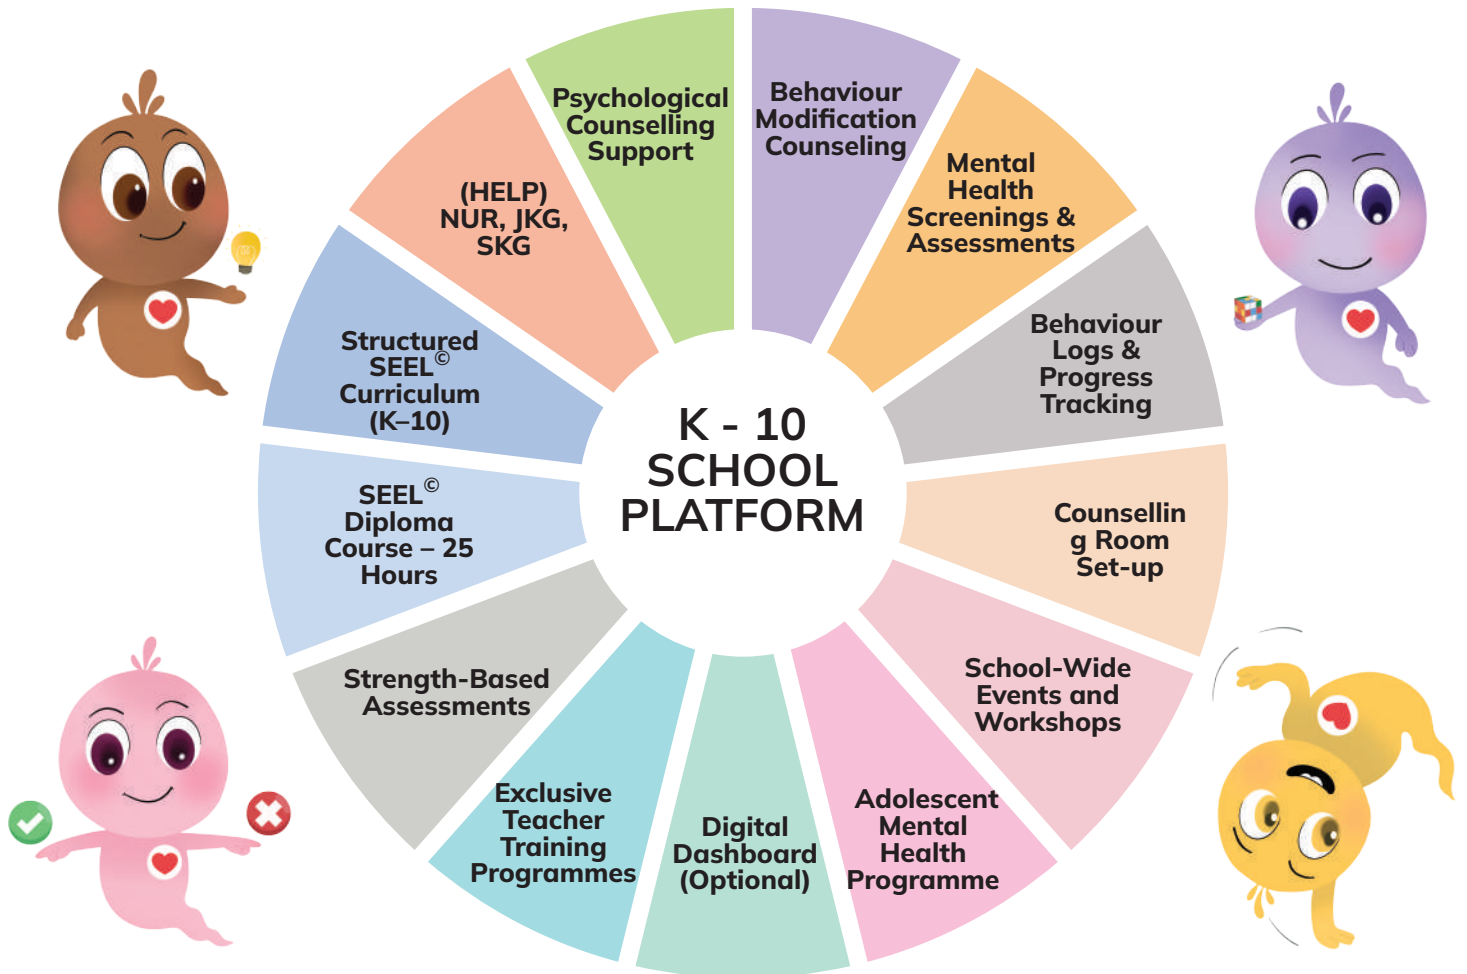 Psychological
Counselling
Support
Behaviour
Modification
Counseling
Mental
Health
Screenings &
Assessments
Behaviour
Logs &
Progress
Tracking
Counsellin
g Room
Set-up
School-Wide
Events and
Workshops
Adolescent
Mental
Health
Programme
Digital
Dashboard
(Optional)
Exclusive
Teacher
Training
Programmes
Strength-Based
Assessments
SEEL©
Diploma
Course – 25
Hours
Structured
SEEL©
Curriculum
(K–10)
(HELP)
NUR, JKG,
SKG
K - 10
SCHOOL
PLATFORM